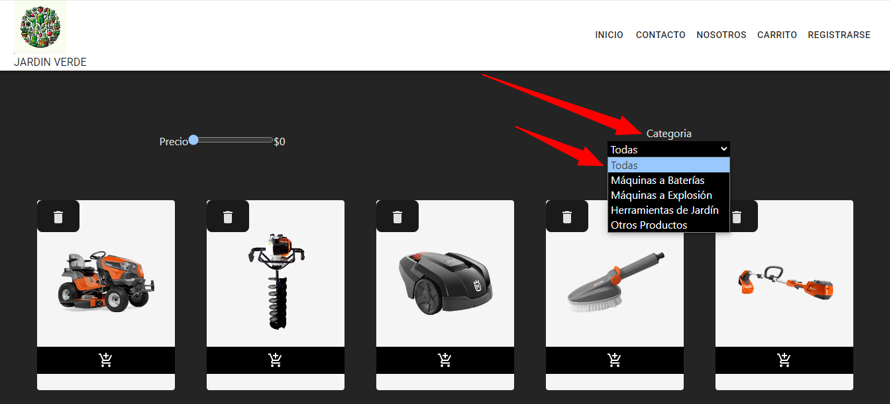 INICIO CONTACTO NOSOTROS CARRITO REGISTRARSE
JARDIN VERDE
Categoria
Precio $0
Todas
Todas
Máquinas a Baterías
Máquinas a Explosión
Herramientas de Jardín
Otros Productos